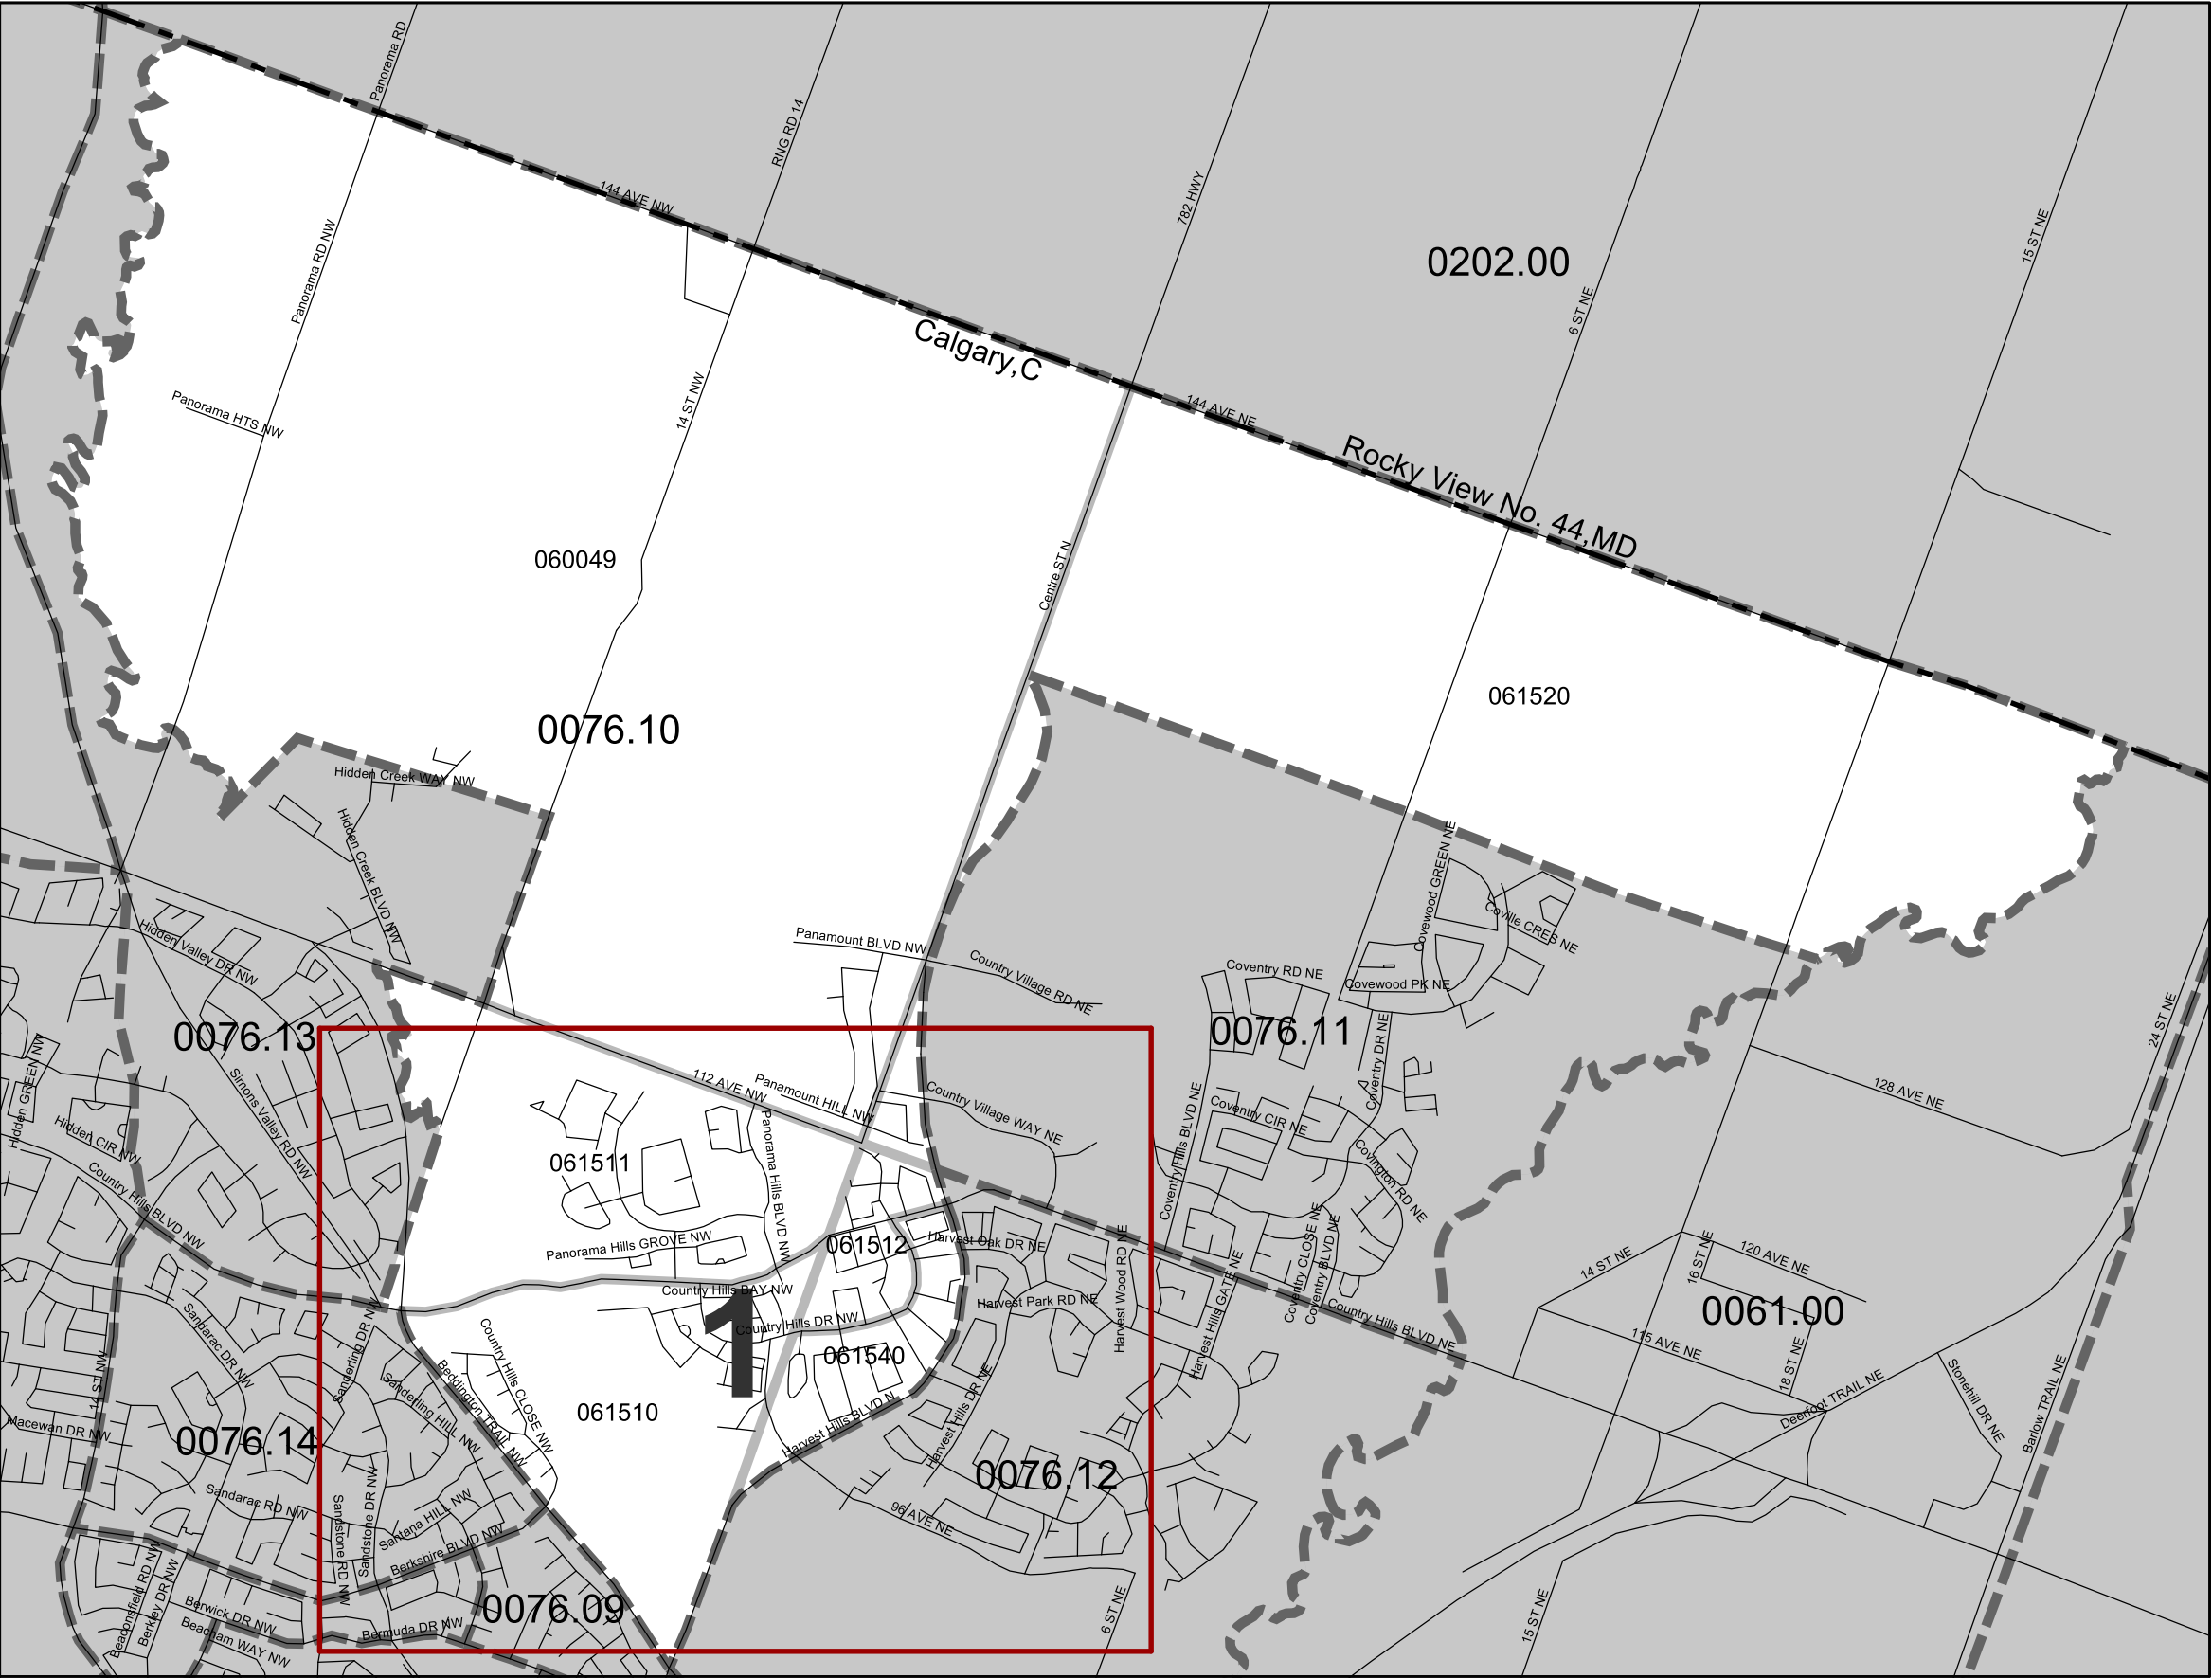 Panorama RD
RNG RD 14
144 AVE NW
782 HWY
Panorama RD NW
15 ST NE
0202.00
6 ST NE
Calgary,C
14 ST NW
Panorama HTS NW
144 AVE NE
Rocky View No. 44,MD
060049
Centre ST N
061520
0076.10
Hidden Creek WAY NW
Hidden Creek BLVD NW
Covewood GREEN NE
Coville CRES NE
Panamount BLVD NW
Hidden Valley DR NW
Country Village RD NE
Coventry RD NE
Covewood PK NE
0076.13
0076.11
24 ST NE
Hidden GREEN NW
Simons Valley RD NW
112 AVE NW
Panamount HILL NW
Country Village WAY NE
Coventry DR NE
128 AVE NE
Hidden CIR NW
Coventry CIR NE
Coventry Hills BLVD NE
Country Hills BLVD NW
061511
Panorama Hills BLVD NW
Covington RD NE
Panorama Hills GROVE NW
061512
Harvest Oak DR NE
Harvest Wood RD NE
Coventry CLOSE NE
Coventry BLVD NE
14 ST NE
16 ST NE
120 AVE NE
Country Hills BAY NW
Harvest Park RD NE
Harvest Hills GATE NE
Country Hills BLVD NE
0061.00
1
Country Hills DR NW
Sandarac DR NW
Sanderling DR NW
Country Hills CLOSE NW
115 AVE NE
18 ST NE
14 ST NW
061540
Beddington TRAIL NW
Sanderling HILL NW
Harvest Hills DR NE
Deerfoot TRAIL NE
Stonehill DR NE
Barlow TRAIL NE
Macewan DR NW
0076.14
061510
Harvest Hills BLVD N
0076.12
Sandarac RD NW
Sandstone RD NW
Sandstone DR NW
Santana HILL NW
96 AVE NE
Berkshire BLVD NW
Beaconsfield RD NW
Berkley DR NW
Berwick DR NW
Beacham WAY NW
0076.09
Bermuda DR NW
6 ST NE
15 ST NE